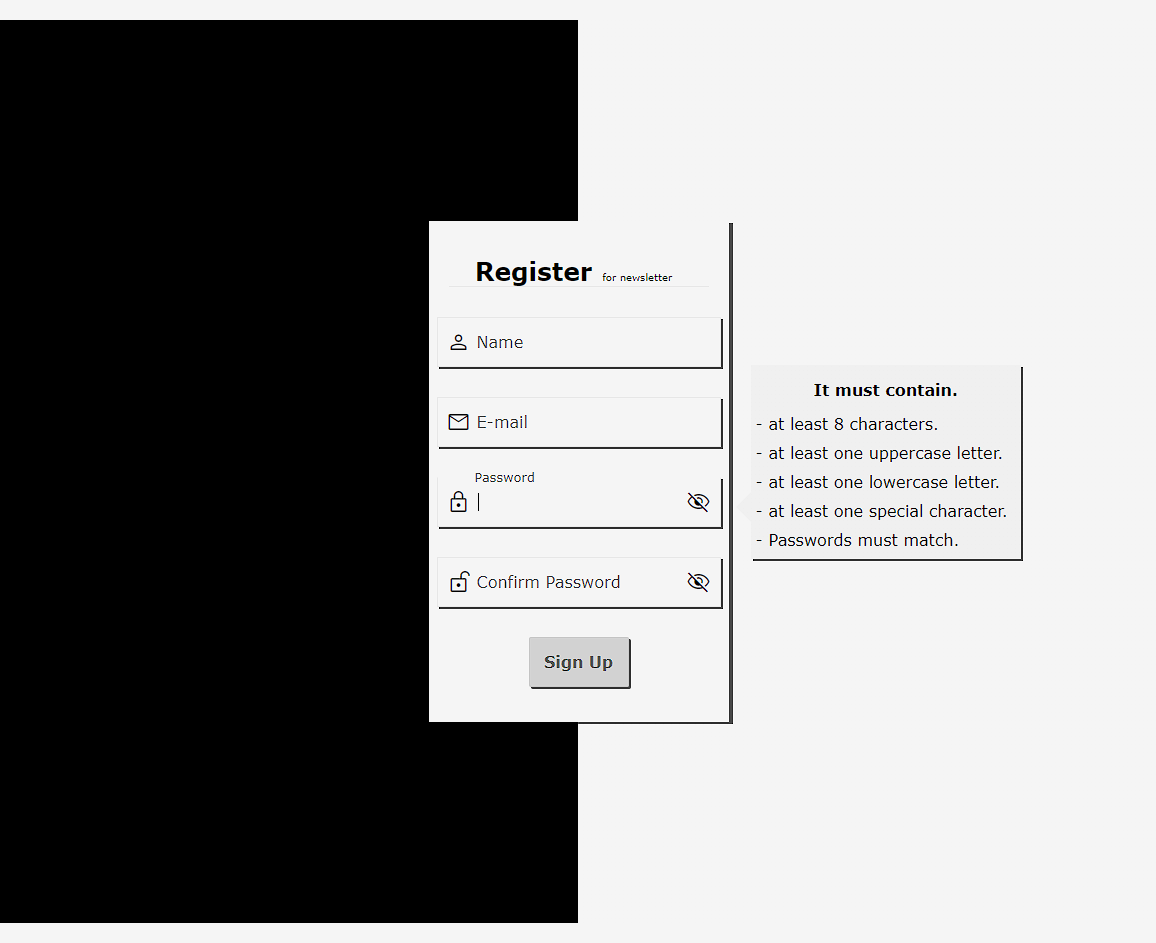 Register for newsletter
Name
E-mail
Password
Confirm Password
Sign Up
It must contain.
- at least 8 characters.
- at least one uppercase letter.
- at least one lowercase letter.
- at least one special character.
- Passwords must match.